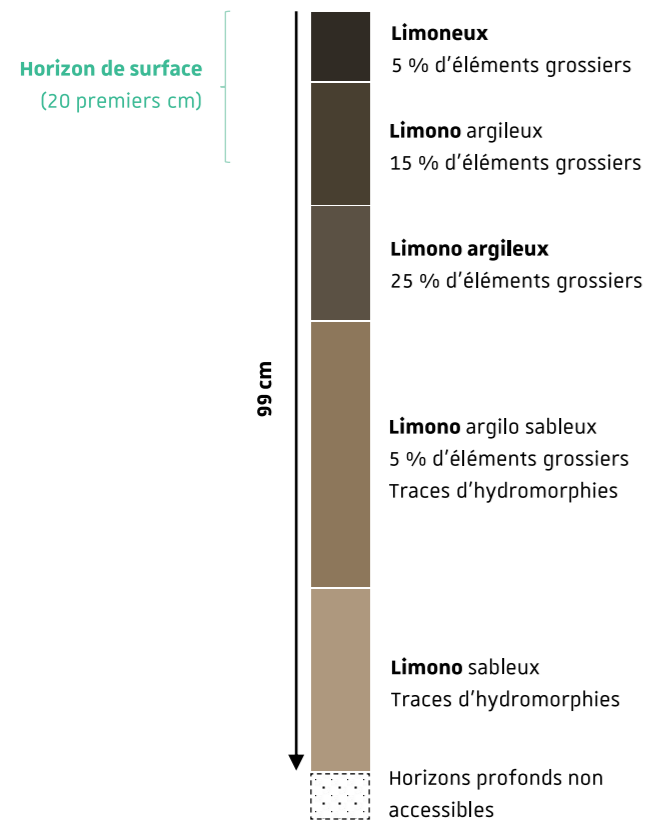 Horizon de surface
(20 premiers cm)
Limoneux
5 % d'éléments grossiers
Limono argileux
15 % d'éléments grossiers
Limono argileux
25 % d'éléments grossiers
99 cm
Limono argilo sableux
5 % d'éléments grossiers
Traces d'hydromorphies
Limono sableux
Traces d'hydromorphies
Horizons profonds non
accessibles